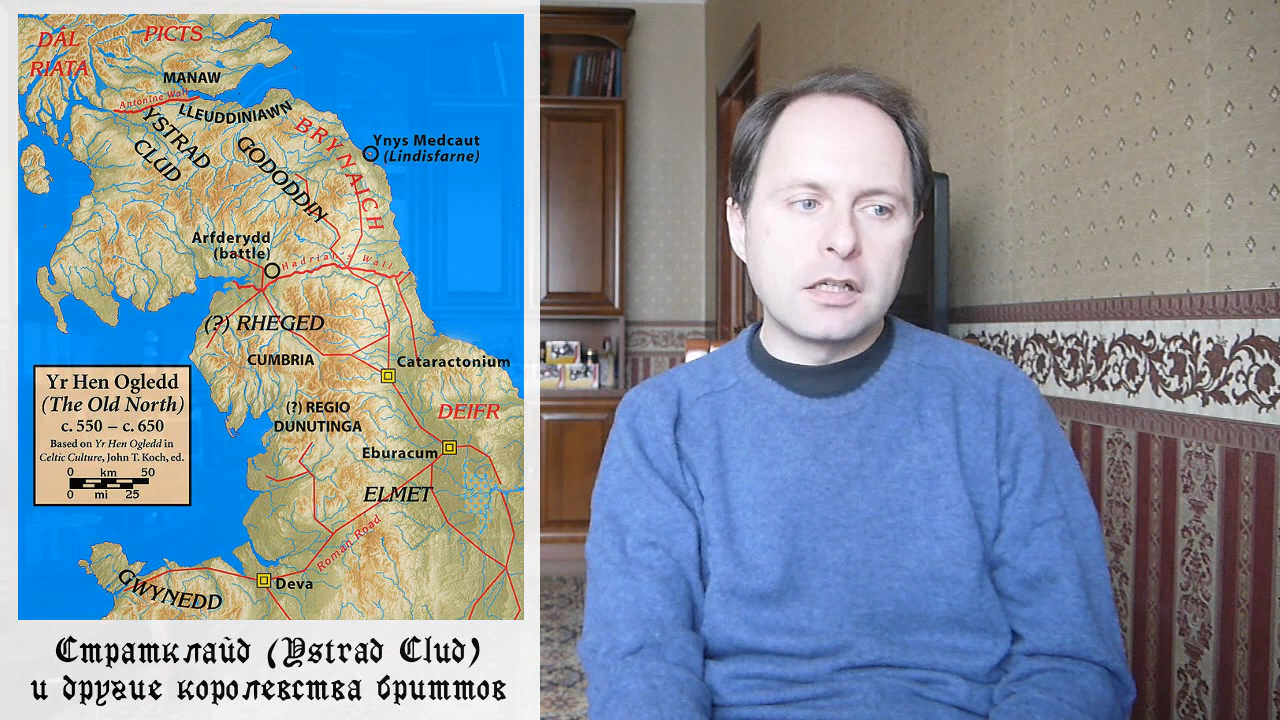 DÁL
RIATA
PICTS
MANAW
Antonine Wall
LLEUDDINIAWN
YSTRAD
CLUD
GODODDIN
BRYNAICH
Ynys Medcaut
(Lindisfarne)
Arfderydd
(battle)
Hadrian's Wall
(?) RHEGED
CUMBRIA
Cataractonium
Yr Hen Ogledd
(The Old North)
c. 550 – c. 650
Based on Yr Hen Ogledd in
Celtic Culture, John T. Koch, ed.
0 km 50
0 mi 25
(?) REGIO
DUNUTINGA
DEIFR
Eburacum
ELMET
Roman Road
GWYNEDD
Deva
Стратклайд (Ystrad Clud)
и другие королевства бриттов